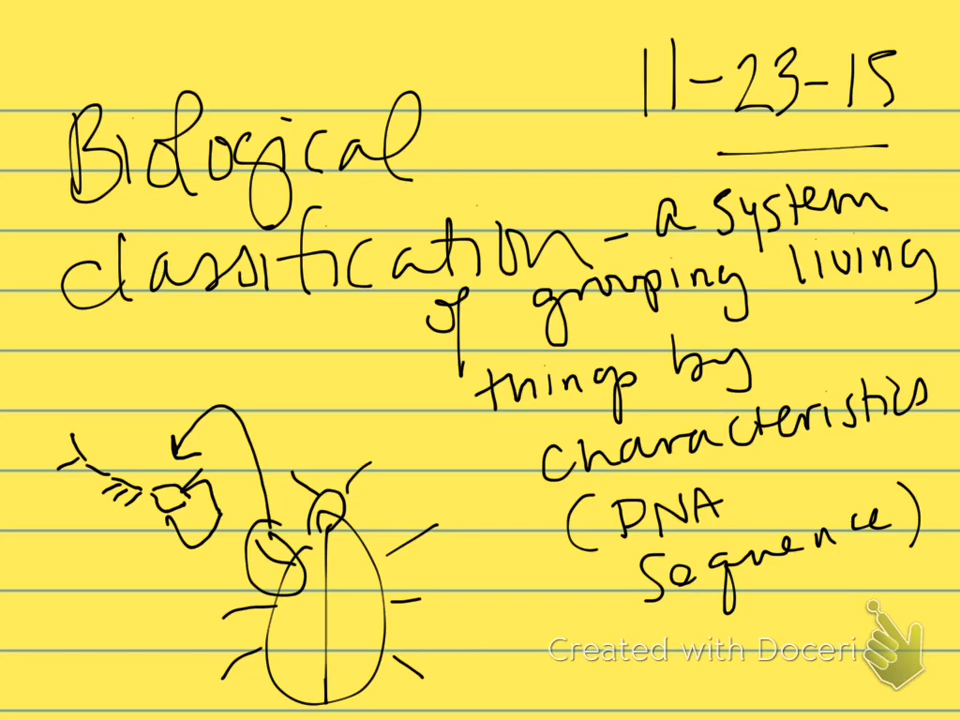 11-23-15
Biological
classification - a system
of grouping living
things by
characteristics
(DNA
sequence)
Created with Doceri